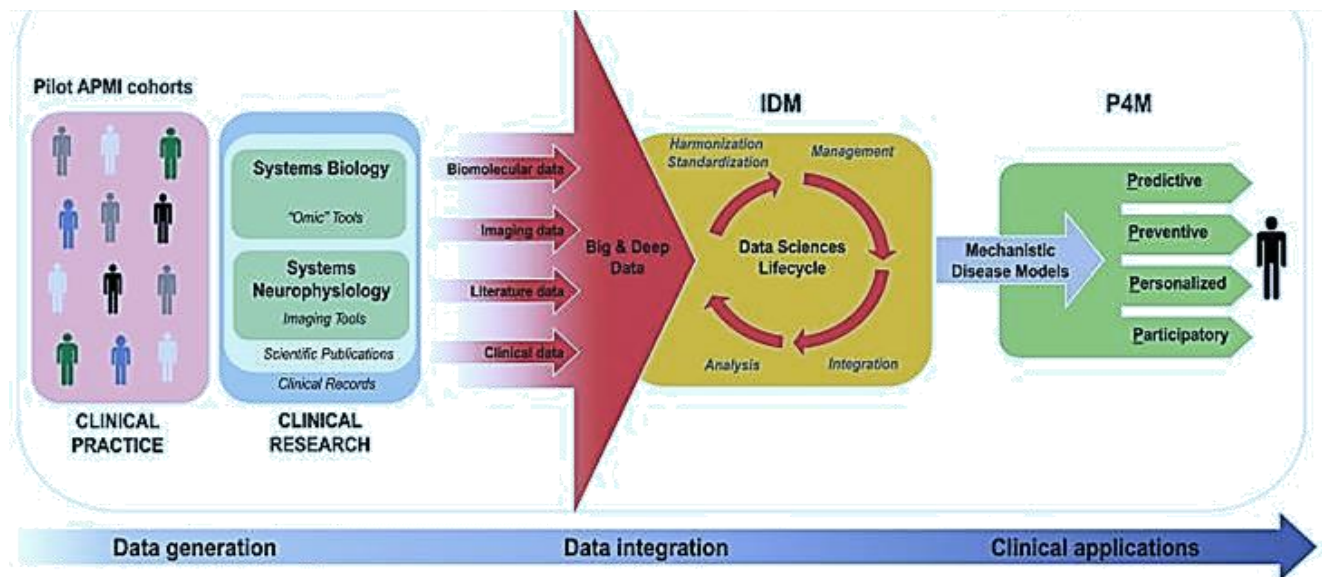 Pilot APMI cohorts
CLINICAL
PRACTICE
Systems Biology
"Omic" Tools
Systems
Neurophysiology
Imaging Tools
Scientific Publications
Clinical Records
CLINICAL
RESEARCH
Biomolecular data
Imaging data
Literature data
Clinical data
Big & Deep
Data
IDM
Harmonization
Standardization
Management
Data Sciences
Lifecycle
Analysis
Integration
Mechanistic
Disease Models
P4M
Predictive
Preventive
Personalized
Participatory
Data generation
Data integration
Clinical applications